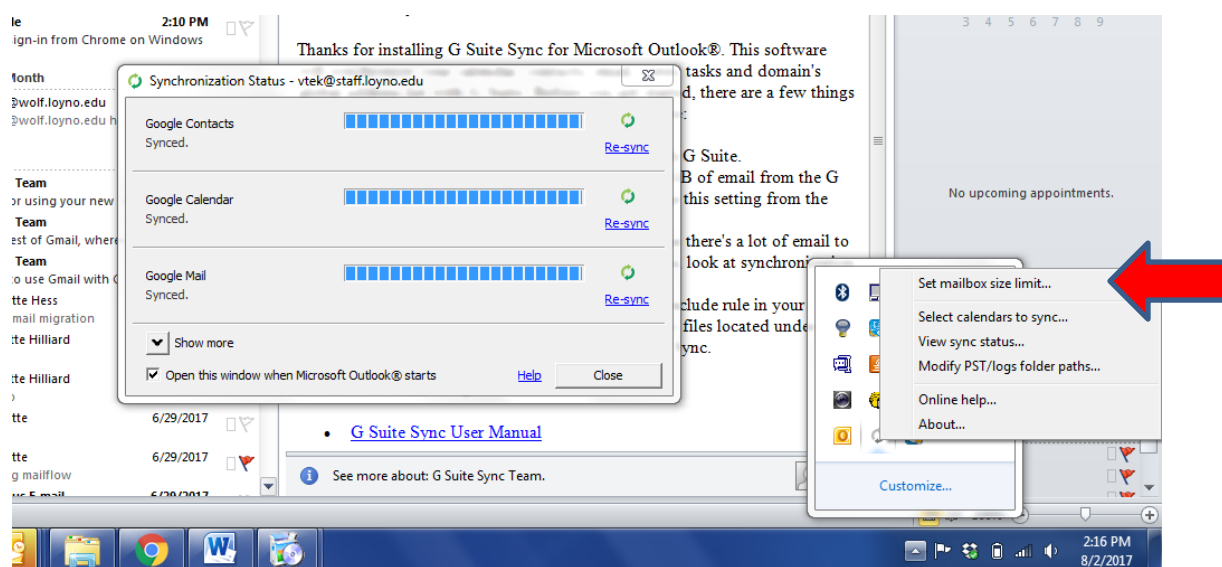 le 2:10 PM
ign-in from Chrome on Windows
Month
@wolf.loyno.edu
@wolf.loyno.edu h
Team
or using your new
Team
est of Gmail, where
Team
to use Gmail with G
tte Hess
mail migration
tte Hilliard
tte Hilliard
tte 6/29/2017
tte 6/29/2017
g mailflow
us E-mail 6/29/2017
Thanks for installing G Suite Sync for Microsoft Outlook®. This software
tasks and domain's
d, there are a few things
G Suite.
B of email from the G
this setting from the
there's a lot of email to
look at synchroni
clude rule in your
files located unde
ync.
• G Suite Sync User Manual
See more about: G Suite Sync Team.
Synchronization Status - vtek@staff.loyno.edu
Google Contacts
Synced.
Re-sync
Google Calendar
Synced.
Re-sync
Google Mail
Synced.
Re-sync
Show more
Open this window when Microsoft Outlook® starts Help Close
3 4 5 6 7 8 9
No upcoming appointments.
Set mailbox size limit...
Select calendars to sync...
View sync status...
Modify PST/logs folder paths...
Online help...
About...
Customize...
2:16 PM
8/2/2017